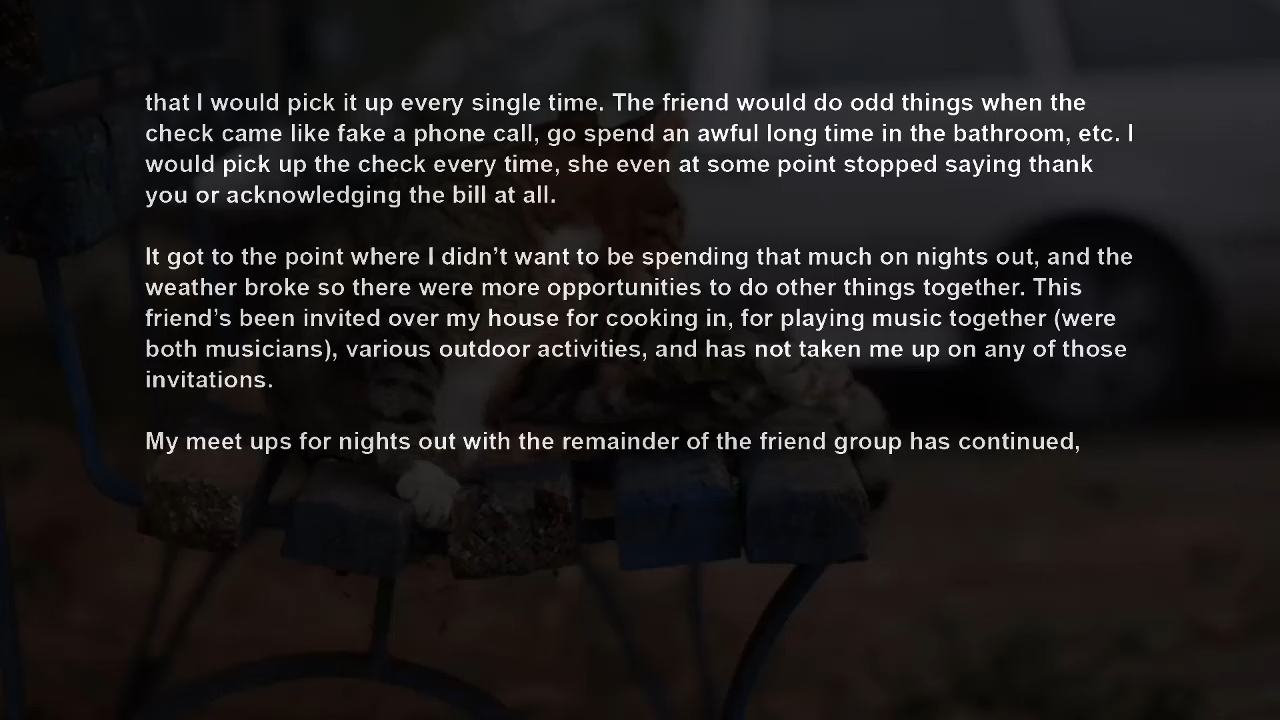 that I would pick it up every single time. The friend would do odd things when the
check came like fake a phone call, go spend an awful long time in the bathroom, etc. I
would pick up the check every time, she even at some point stopped saying thank
you or acknowledging the bill at all.
It got to the point where I didn’t want to be spending that much on nights out, and the
weather broke so there were more opportunities to do other things together. This
friend’s been invited over my house for cooking in, for playing music together (were
both musicians), various outdoor activities, and has not taken me up on any of those
invitations.
My meet ups for nights out with the remainder of the friend group has continued,